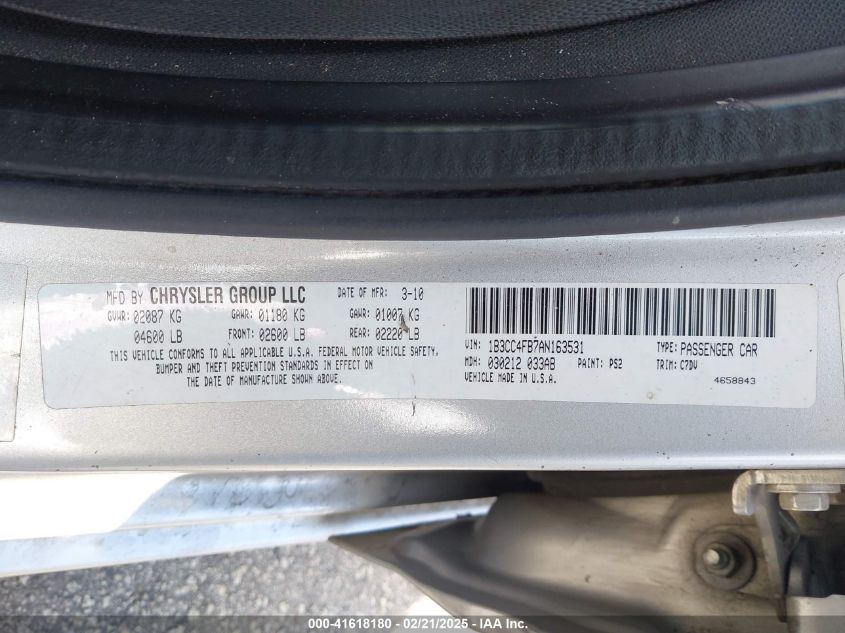 MFD BY CHRYSLER GROUP LLC DATE OF MFR: 3-10
GVWR: 02087 KG GAWR: 01180 KG GAWR: 01007 KG
04600 LB FRONT: 02600 LB REAR: 02220 LB
THIS VEHICLE CONFORMS TO ALL APPLICABLE U.S.A. FEDERAL MOTOR VEHICLE SAFETY,
BUMPER AND THEFT PREVENTION STANDARDS IN EFFECT ON
THE DATE OF MANUFACTURE SHOWN ABOVE.
VIN: 1B3CC4FB7AN163531 TYPE: PASSENGER CAR
MDH: 030212 033AB PAINT: PS2 TRIM: C7DV
VEHICLE MADE IN U.S.A. 4658843
000-41618180 - 02/21/2025 - IAA Inc.